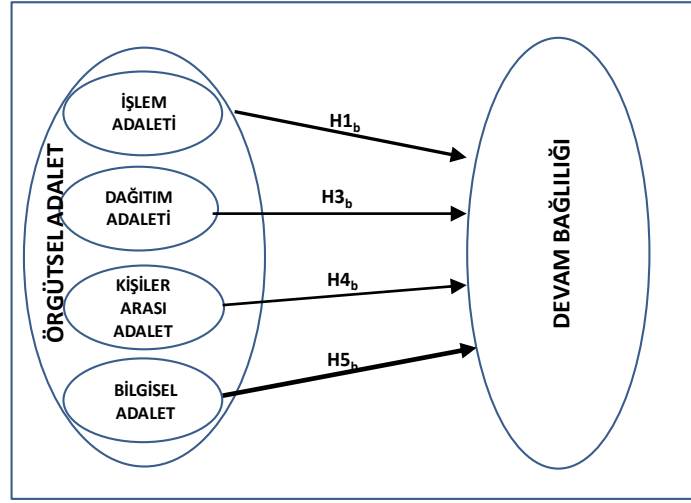 ÖRGÜTSEL ADALET
İŞLEM
ADALETİ
DAĞITIM
ADALETİ
KİŞİLER
ARASI
ADALET
BİLGİSEL
ADALET
H1b
H3b
H4b
H5b
DEVAM BAĞLILIĞI